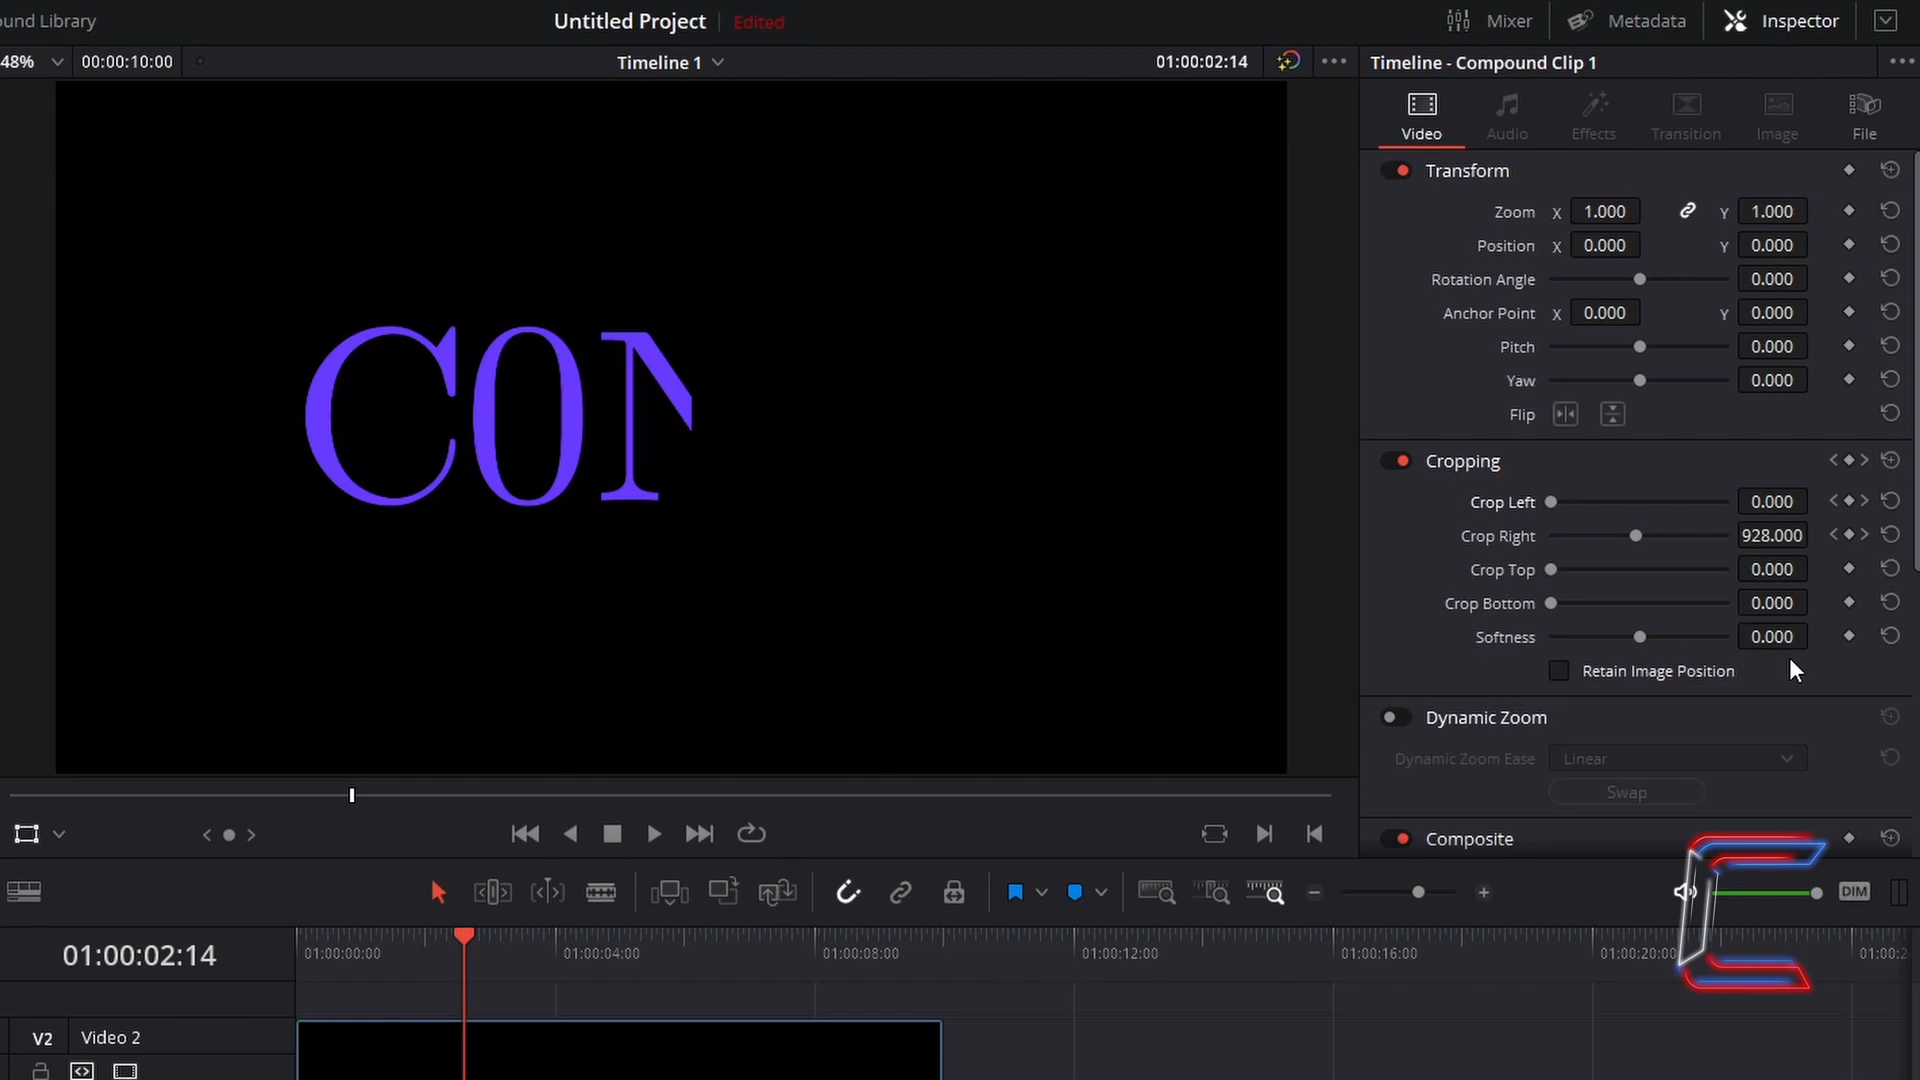 ound Library
Untitled Project
Edited
Mixer
Metadata
Inspector
48%
00:00:10:00
Timeline 1
01:00:02:14
Timeline - Compound Clip 1
Video
Audio
Effects
Transition
Image
File
Transform
Zoom X 1.000 Y 1.000
Position X 0.000 Y 0.000
Rotation Angle 0.000
Anchor Point X 0.000 Y 0.000
Pitch 0.000
Yaw 0.000
Flip
CON
Cropping
Crop Left 0.000
Crop Right 928.000
Crop Top 0.000
Crop Bottom 0.000
Softness 0.000
Retain Image Position
Dynamic Zoom
Dynamic Zoom Ease Linear
Swap
Composite
DIM
01:00:02:14
01:00:00:00
01:00:04:00
01:00:08:00
01:00:12:00
01:00:16:00
01:00:20:00
01:00:2
V2 Video 2